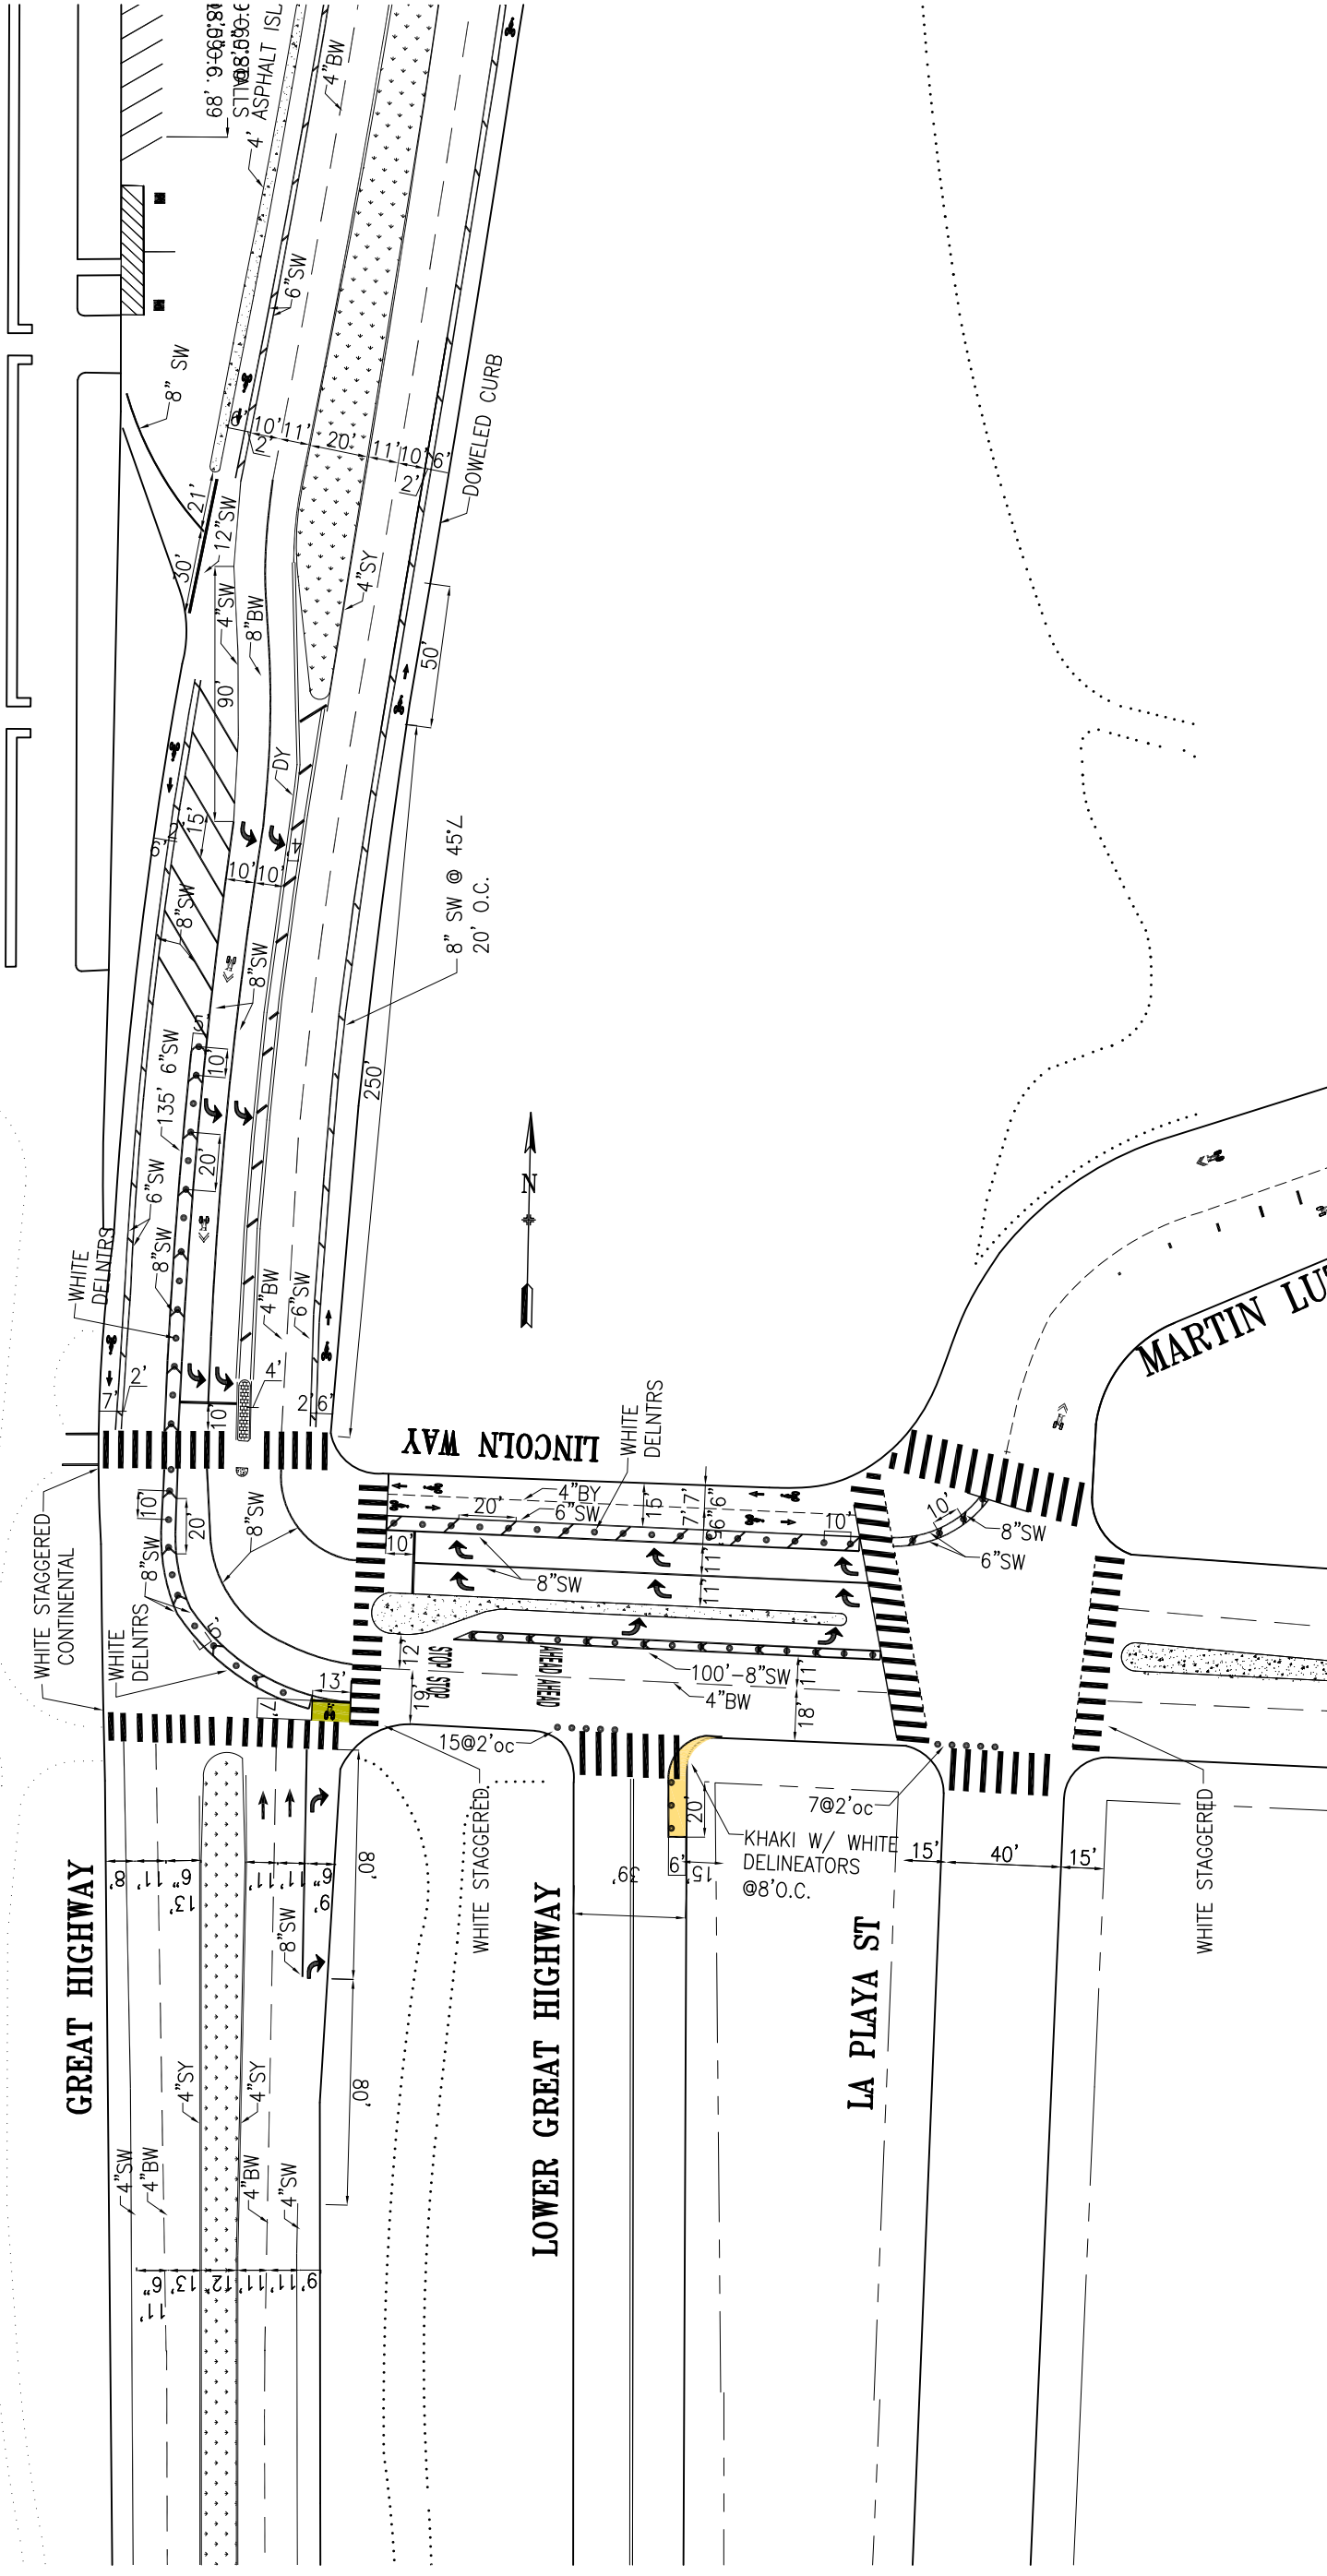 4' ASPHALT ISL
4"BW
6"SW
8" SW
DOWELED CURB
10'
11'
2'
20'
11'
10'
6'
2'
21'
12"SW
30'
4"SW
8"BW
4"SY
50'
90'
DY
15'
2'
6'
4'
10'
10'
8"SW
8"SW
8" SW @ 45°∠
20' O.C.
250'
6"SW
135'
10'
6"SW
20'
8"SW
WHITE
DELNTRS
4"BW
6"SW
N
MARTIN LU
7'
2'
10'
4'
2'
6'
LINCOLN WAY
WHITE
DELNTRS
WHITE STAGGERED
CONTINENTAL
10'
20'
8"SW
8"SW
WHITE
DELNTRS
4"BY
6"SW
20'
15'
7'
7'
6"
6"
10'
10'
11'
11'
8"SW
10'
8"SW
6"SW
13'
7'
12'
19'
STOP STOP
AHEAD AHEAD
100'-8"SW
4"BW
11'
18'
15@2'oc
7@2'oc
20'
KHAKI W/ WHITE
DELINEATORS
@8'O.C.
WHITE STAGGERED
WHITE STAGGERED
15'
40'
15'
8'
11'
6"
13'
11'
11'
6"
9'
8"SW
80'
39'
9'
15'
GREAT HIGHWAY
LOWER GREAT HIGHWAY
LA PLAYA ST
4"SY
4"SY
80'
4"SW
4"BW
4"BW
4"SW
6"
11'
13'
12'
11'
11'
9'